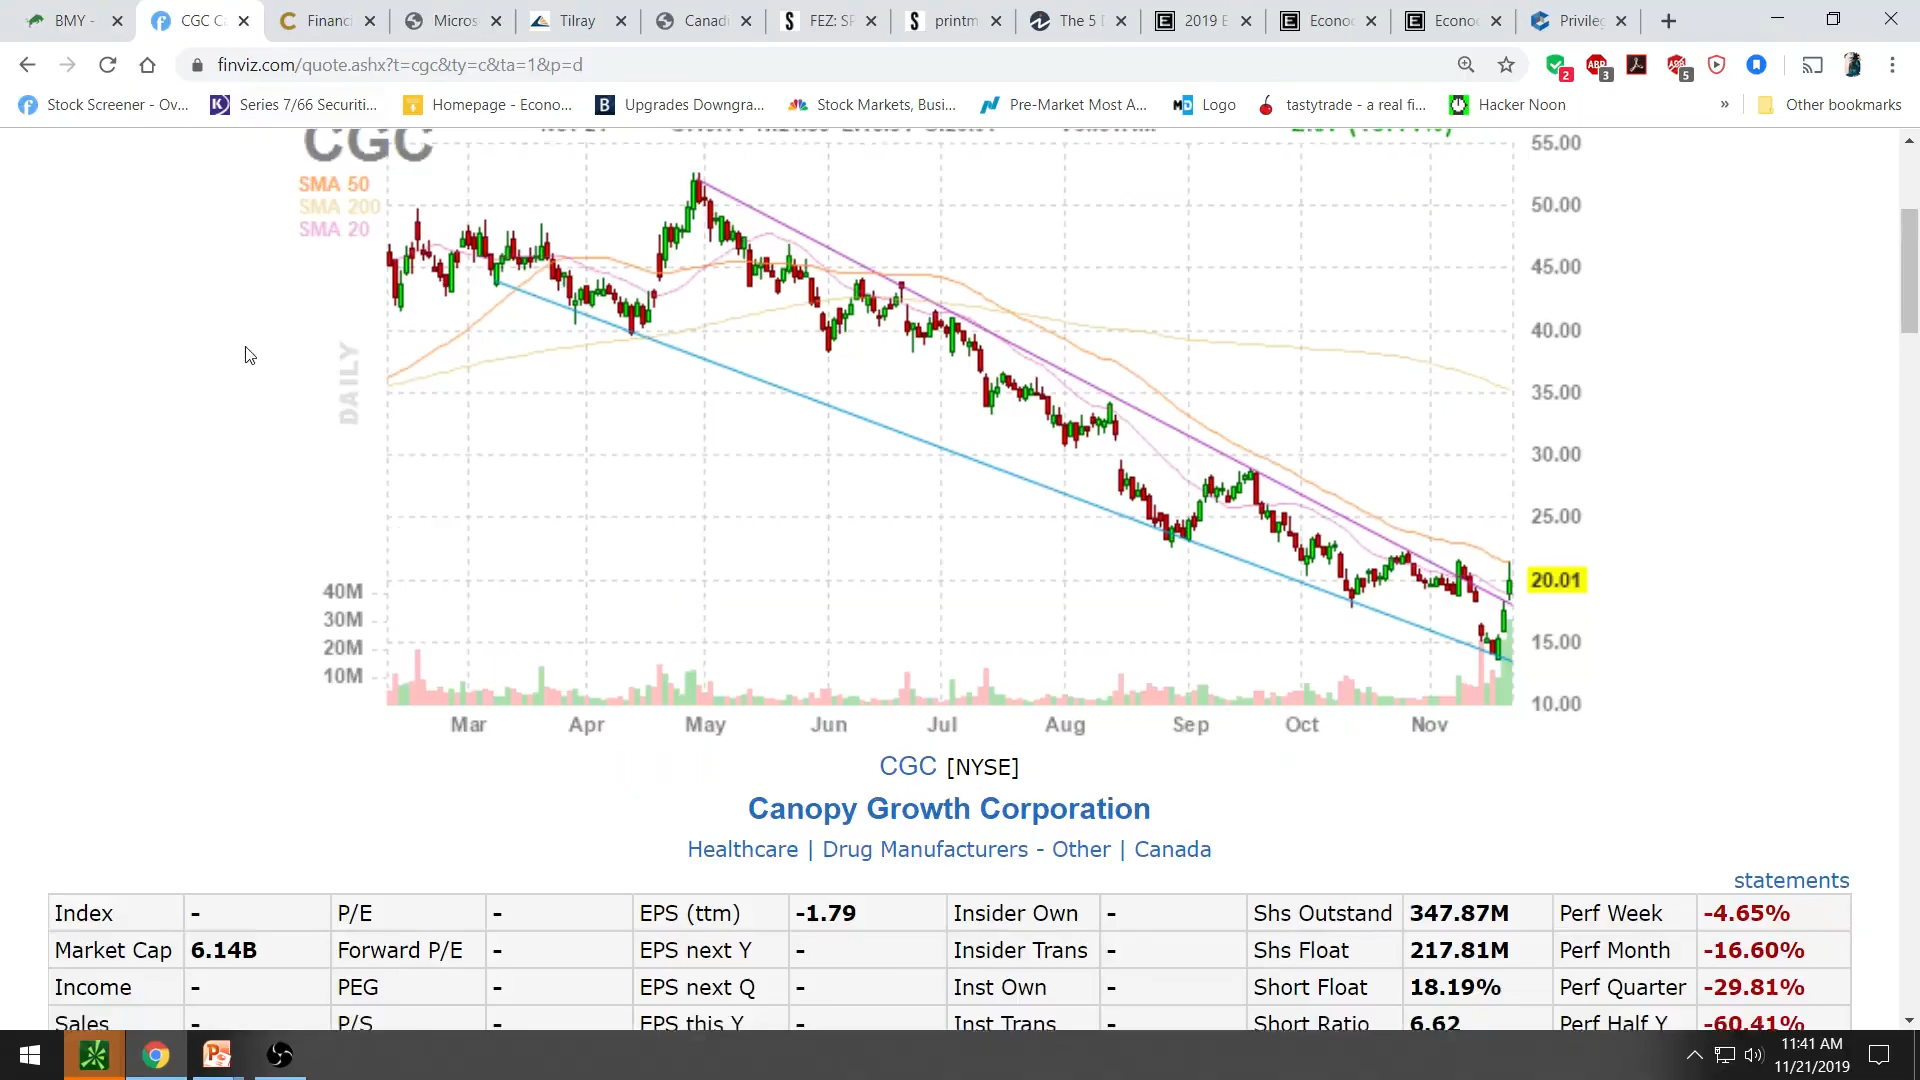 BMY -
CGC C
Financi
Micros
Tilray
Canadi
FEZ: SP
printm
The 5
2019 E
Econo
Econo
Privile
finviz.com/quote.ashx?t=cgc&ty=c&ta=1&p=d
2
3
5
Stock Screener - Ov...
Series 7/66 Securiti...
Homepage - Econo...
Upgrades Downgra...
Stock Markets, Busi...
Pre-Market Most A...
Logo
tastytrade - a real fi...
Hacker Noon
»
Other bookmarks
CGC
SMA 50
SMA 200
SMA 20
DAILY
55.00
50.00
45.00
40.00
35.00
30.00
25.00
20.01
15.00
10.00
40M
30M
20M
10M
Mar Apr May Jun Jul Aug Sep Oct Nov
CGC [NYSE]
Canopy Growth Corporation
Healthcare | Drug Manufacturers - Other | Canada
statements
Index - P/E - EPS (ttm) -1.79 Insider Own - Shs Outstand 347.87M Perf Week -4.65%
Market Cap 6.14B Forward P/E - EPS next Y - Insider Trans - Shs Float 217.81M Perf Month -16.60%
Income - PEG - EPS next Q - Inst Own - Short Float 18.19% Perf Quarter -29.81%
Sales - P/S - EPS this Y - Inst Trans - Short Ratio 6.62 Perf Half Y -60.41%
11:41 AM
11/21/2019